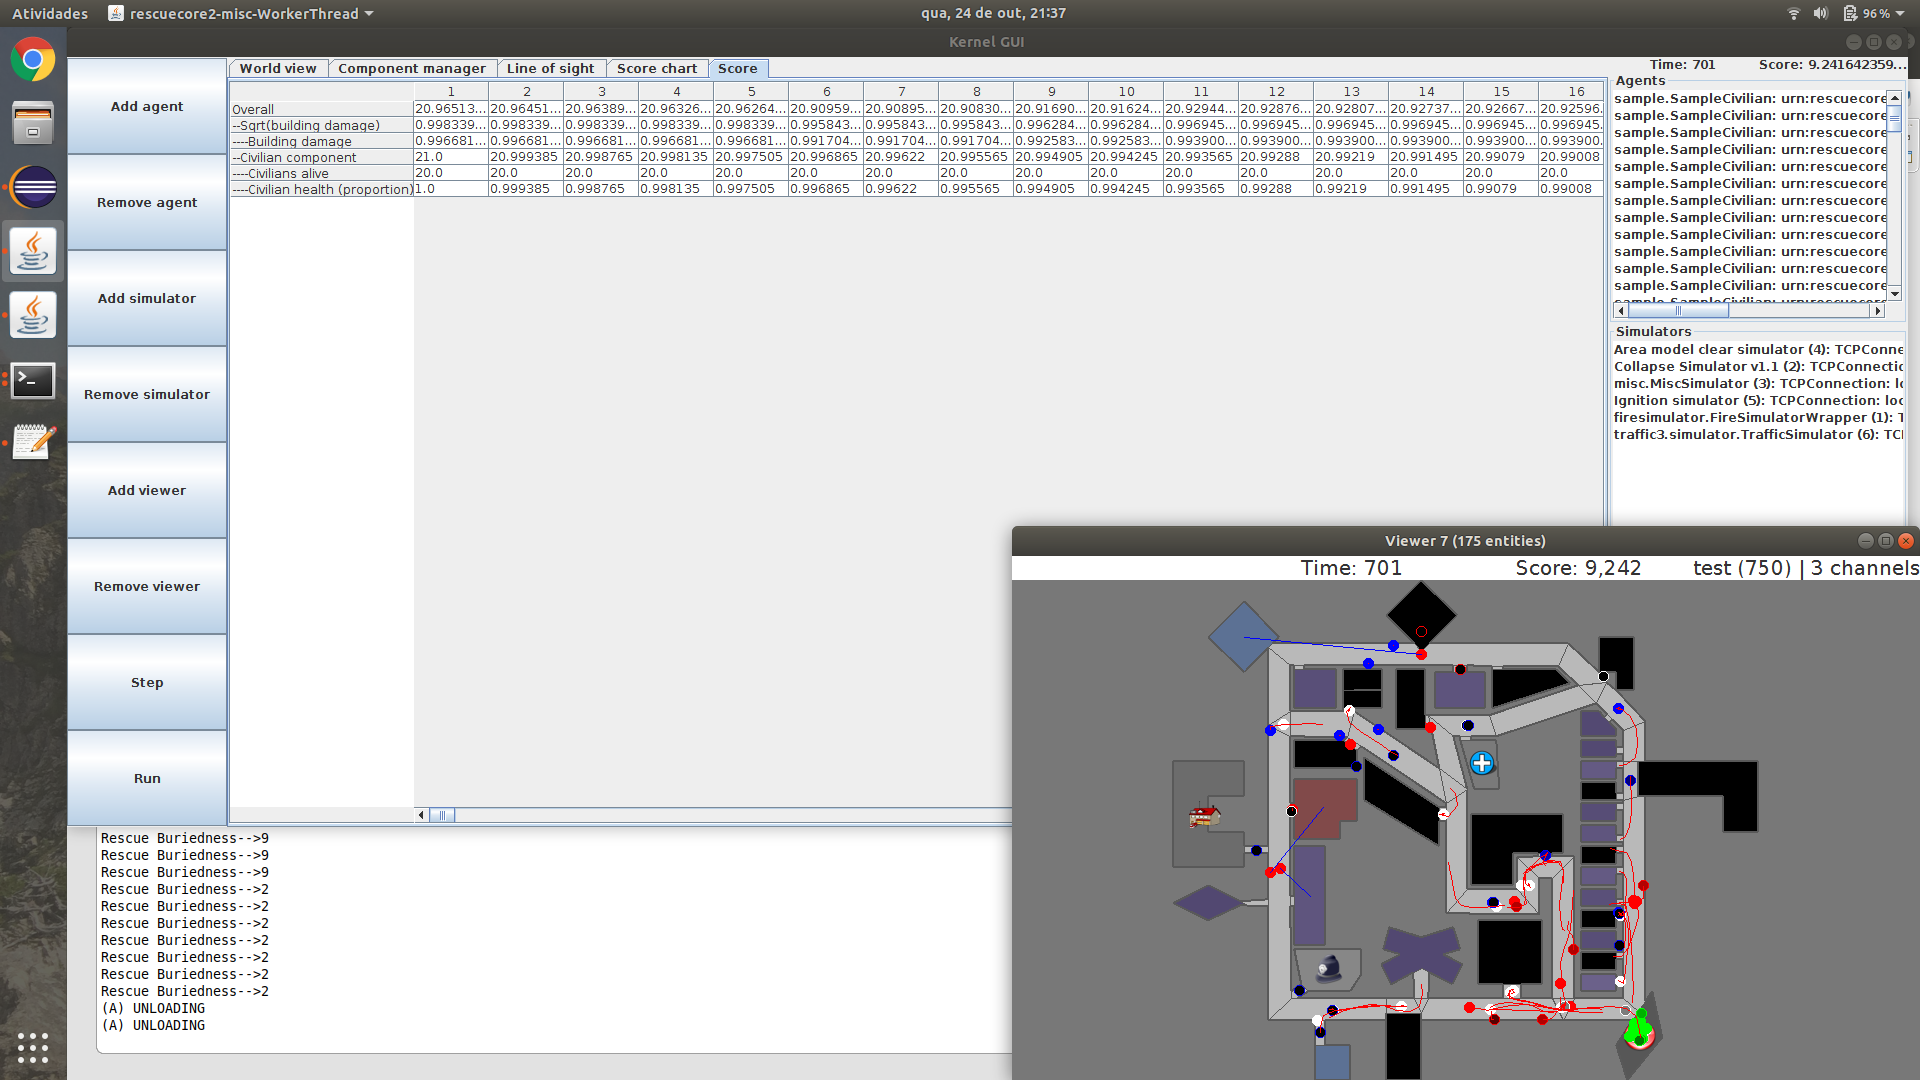 Atividades rescuecore2-misc-WorkerThread qua, 24 de out, 21:37 96 %
Kernel GUI
Add agent
Remove agent
Add simulator
Remove simulator
Add viewer
Remove viewer
Step
Run
World view Component manager Line of sight Score chart Score
1 2 3 4 5 6 7 8 9 10 11 12 13 14 15 16
Overall 20.96513... 20.96451... 20.96389... 20.96326... 20.96264... 20.90959... 20.90895... 20.90830... 20.91690... 20.91624... 20.92944... 20.92876... 20.92807... 20.92737... 20.92667... 20.92596.
--Sqrt(building damage) 0.998339... 0.998339... 0.998339... 0.998339... 0.998339... 0.995843... 0.995843... 0.995843... 0.996284... 0.996284... 0.996945... 0.996945... 0.996945... 0.996945... 0.996945... 0.996945.
----Building damage 0.996681... 0.996681... 0.996681... 0.996681... 0.996681... 0.991704... 0.991704... 0.991704... 0.992583... 0.992583... 0.993900... 0.993900... 0.993900... 0.993900... 0.993900... 0.993900.
--Civilian component 21.0 20.999385 20.998765 20.998135 20.997505 20.996865 20.99622 20.995565 20.994905 20.994245 20.993565 20.99288 20.99219 20.991495 20.99079 20.99008
----Civilians alive 20.0 20.0 20.0 20.0 20.0 20.0 20.0 20.0 20.0 20.0 20.0 20.0 20.0 20.0 20.0 20.0
----Civilian health (proportion) 1.0 0.999385 0.998765 0.998135 0.997505 0.996865 0.99622 0.995565 0.994905 0.994245 0.993565 0.99288 0.99219 0.991495 0.99079 0.99008
Time: 701 Score: 9.241642359...
Agents
sample.SampleCivilian: urn:rescuecore
sample.SampleCivilian: urn:rescuecore
sample.SampleCivilian: urn:rescuecore
sample.SampleCivilian: urn:rescuecore
sample.SampleCivilian: urn:rescuecore
sample.SampleCivilian: urn:rescuecore
sample.SampleCivilian: urn:rescuecore
sample.SampleCivilian: urn:rescuecore
sample.SampleCivilian: urn:rescuecore
sample.SampleCivilian: urn:rescuecore
sample.SampleCivilian: urn:rescuecore
sample.SampleCivilian: urn:rescuecore
Simulators
Area model clear simulator (4): TCPConne
Collapse Simulator v1.1 (2): TCPConnectio
misc.MiscSimulator (3): TCPConnection: lo
Ignition simulator (5): TCPConnection: loc
firesimulator.FireSimulatorWrapper (1): T
traffic3.simulator.TrafficSimulator (6): TCI
Rescue Buriedness-->9
Rescue Buriedness-->9
Rescue Buriedness-->9
Rescue Buriedness-->2
Rescue Buriedness-->2
Rescue Buriedness-->2
Rescue Buriedness-->2
Rescue Buriedness-->2
Rescue Buriedness-->2
Rescue Buriedness-->2
(A) UNLOADING
(A) UNLOADING
Viewer 7 (175 entities)
Time: 701 Score: 9,242 test (750) | 3 channels